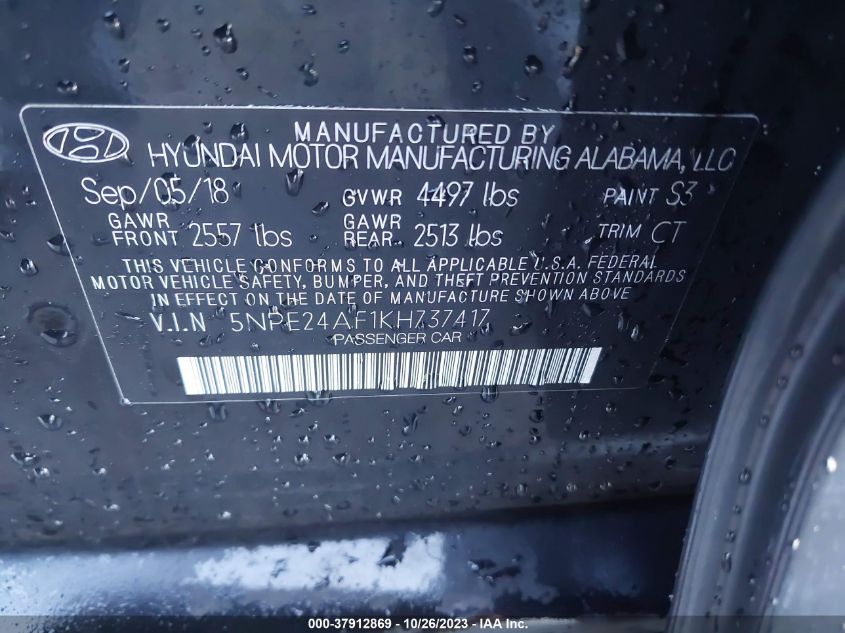 MANUFACTURED BY
HYUNDAI MOTOR MANUFACTURING ALABAMA, LLC
Sep/05/18 GVWR 4497 lbs PAINT S3
GAWR FRONT 2557 lbs GAWR REAR 2513 lbs TRIM CT
THIS VEHICLE CONFORMS TO ALL APPLICABLE U.S.A. FEDERAL
MOTOR VEHICLE SAFETY, BUMPER, AND THEFT PREVENTION STANDARDS
IN EFFECT ON THE DATE OF MANUFACTURE SHOWN ABOVE
V.I.N 5NPE24AF1KH737417
PASSENGER CAR
000-37912869 - 10/26/2023 - IAA Inc.